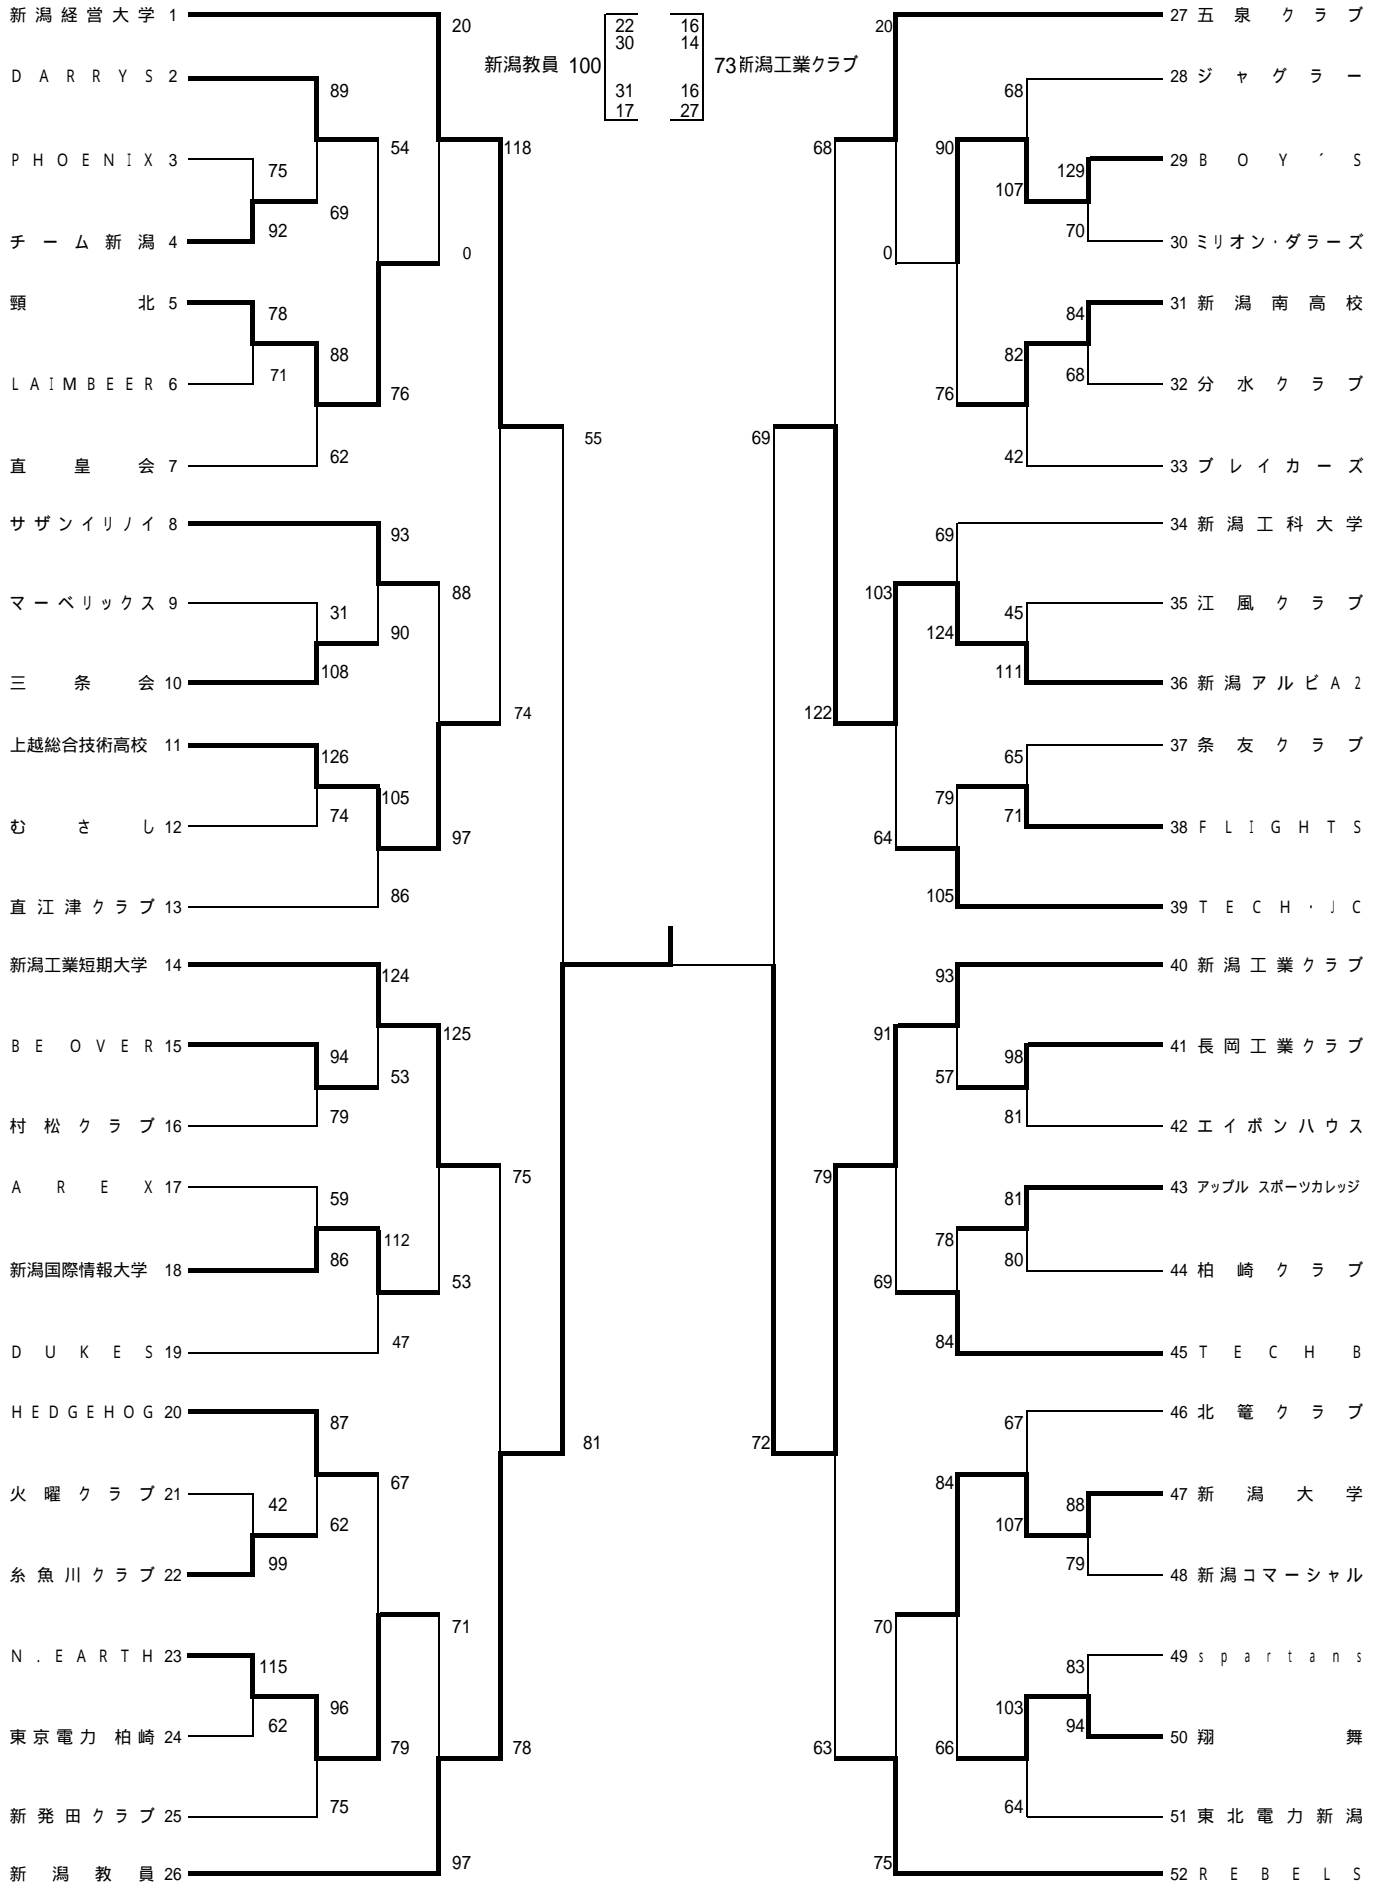 新潟教員 100 22 16 73 新潟工業クラブ
30 14
31 16
17 27
新潟経営大学 1
20
DARRYS 2
89
54
118
PHOENIX 3
75
69
チーム新潟 4
92
0
頸北 5
78
88
LAIMBEER 6
71
76
55
直皇会 7
62
サザンイリノイ 8
93
88
マーベリックス 9
31
90
三条会 10
108
74
上越総合技術高校 11
126
105
むさし 12
74
97
直江津クラブ 13
86
新潟工業短期大学 14
124
125
BE OVER 15
94
53
村松クラブ 16
79
75
AREX 17
59
112
新潟国際情報大学 18
86
53
DUKES 19
47
HEDGEHOG 20
87
81
67
火曜クラブ 21
42
62
糸魚川クラブ 22
99
71
N.EARTH 23
115
96
東京電力 柏崎 24
62
79
78
新発田クラブ 25
75
新潟教員 26
97
27 五泉クラブ
20
28 ジャグラー
68
90
68
29 BOY´S
129
107
30 ミリオン・ダラーズ
70
0
31 新潟南高校
84
82
32 分水クラブ
68
76
69
33 ブレイカーズ
42
34 新潟工科大学
69
103
35 江風クラブ
45
124
36 新潟アルビA2
111
122
37 条友クラブ
65
79
38 FLIGHTS
71
64
39 TECH・JC
105
40 新潟工業クラブ
93
91
41 長岡工業クラブ
98
57
42 エイボンハウス
81
79
43 アップル スポーツカレッジ
81
78
44 柏崎クラブ
80
69
45 TECH B
84
46 北篭クラブ
67
72
84
47 新潟大学
88
107
48 新潟コマーシャル
79
70
49 spartans
83
103
50 翔舞
94
66
63
51 東北電力新潟
64
52 REBELS
75